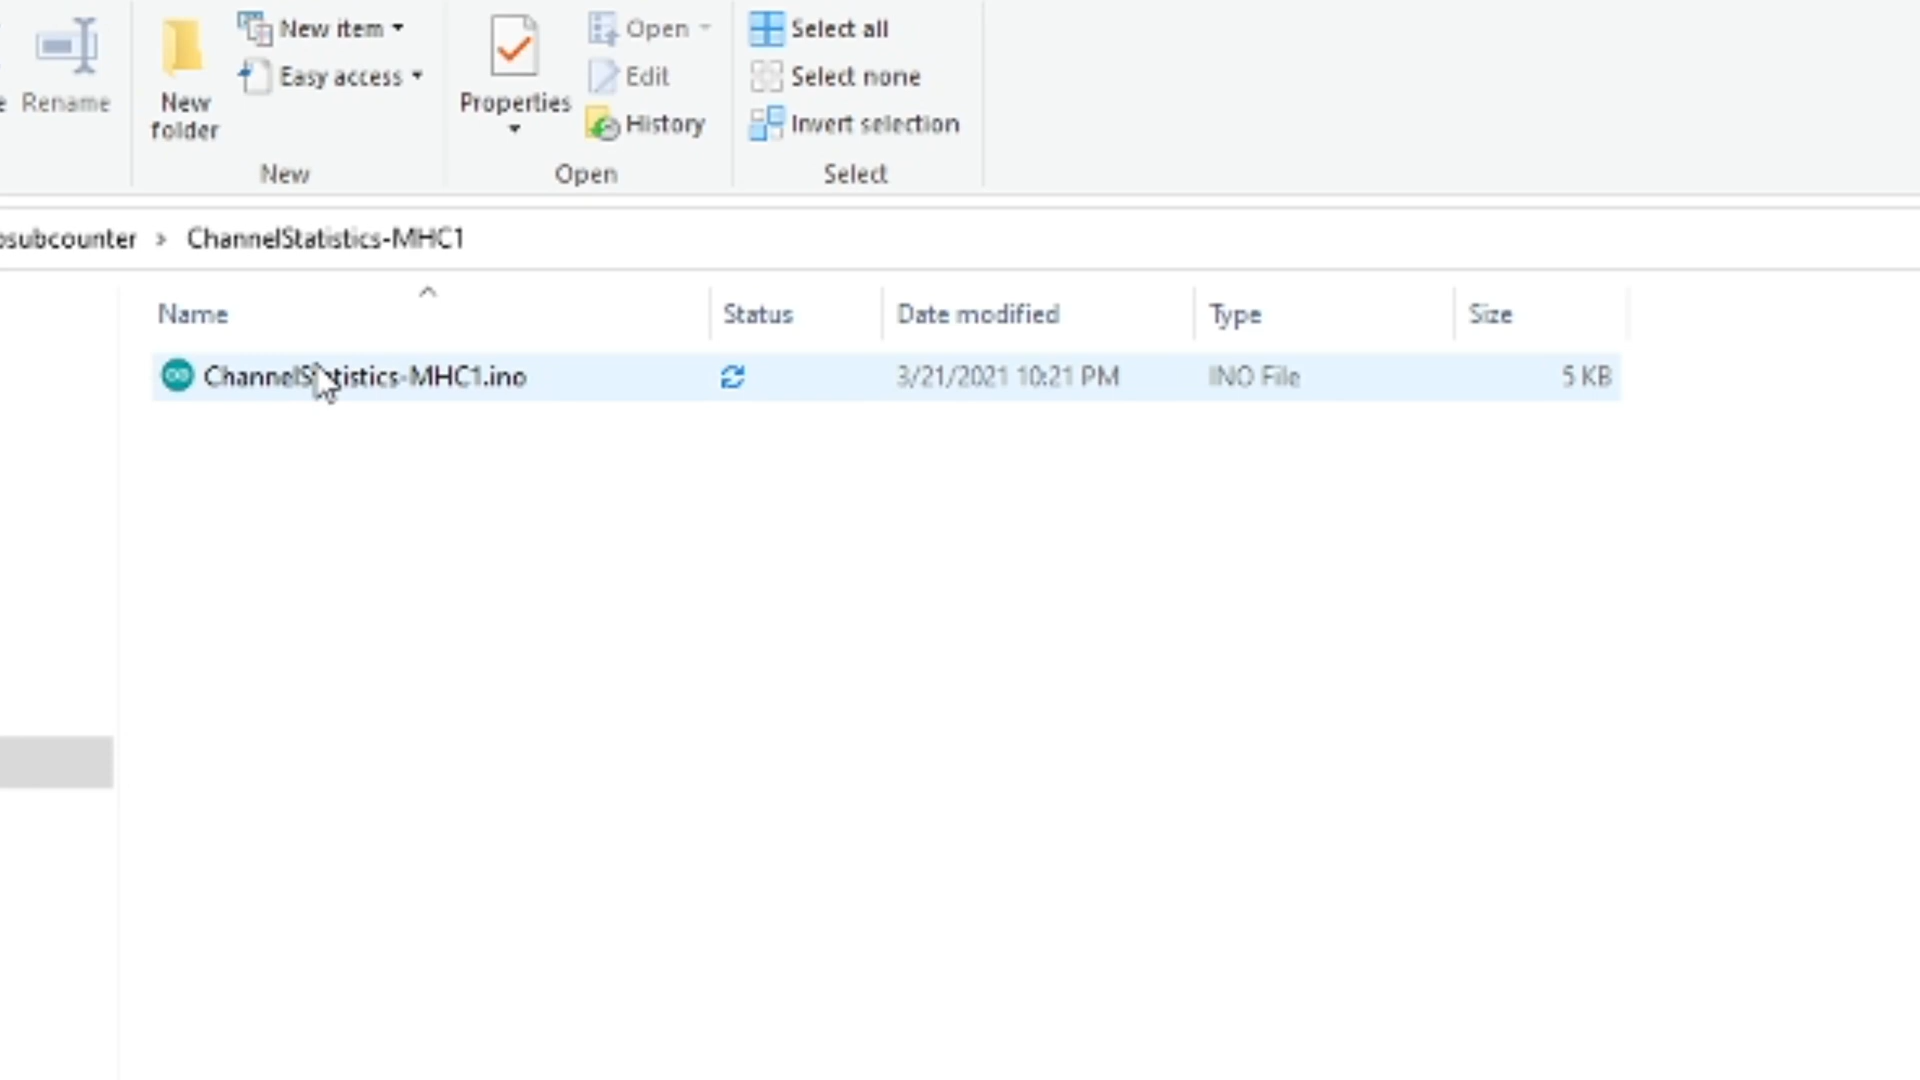 Rename
New
folder
New item
Easy access
New
Properties
Open
Edit
History
Open
Select all
Select none
Invert selection
Select
osubcounter > ChannelStatistics-MHC1
Name Status Date modified Type Size
ChannelStatistics-MHC1.ino 3/21/2021 10:21 PM INO File 5 KB